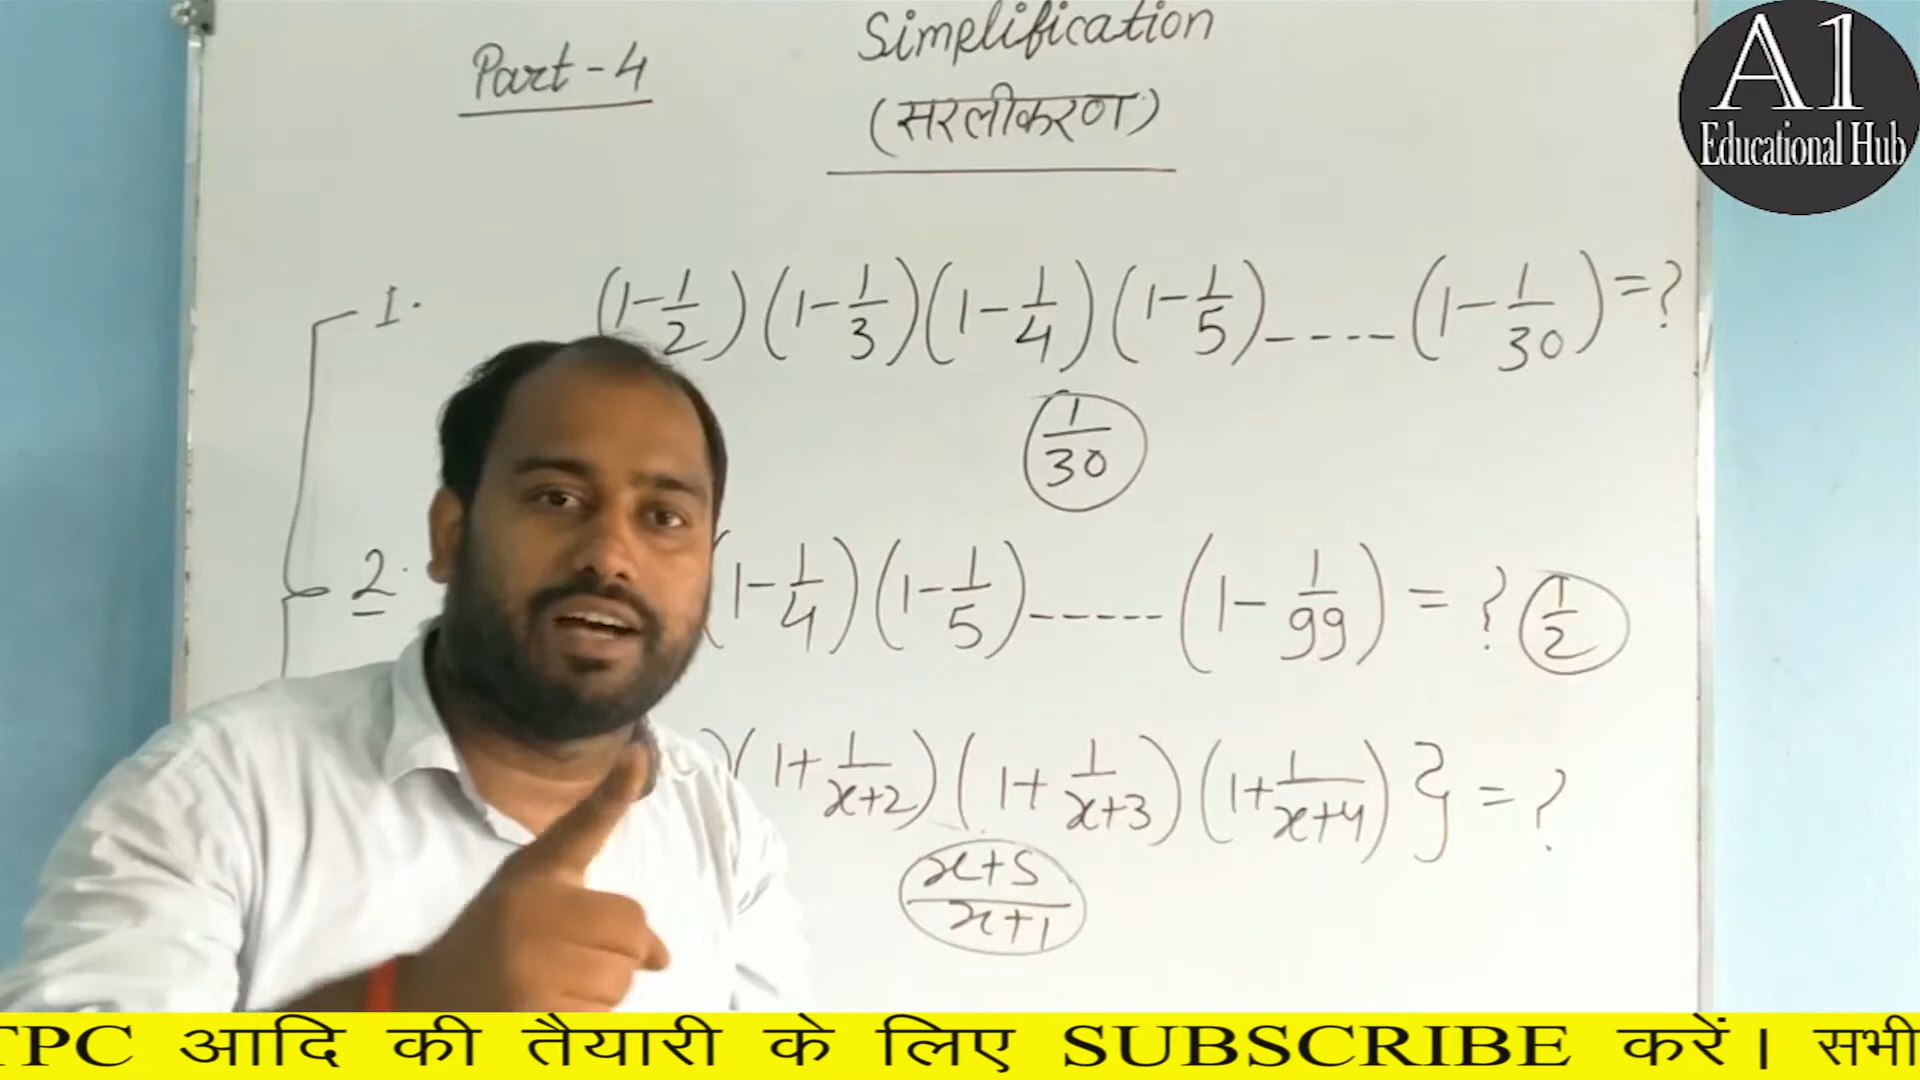 Part-4
Simplification
(सरलीकरण)
A1
Educational Hub
1. (1-1/2)(1-1/3)(1-1/4)(1-1/5)-----(1-1/30)=?
1/30
2. (1-1/4)(1-1/5)-----(1-1/99)=? 1/2
)(1+1/x+2)(1+1/x+3)(1+1/x+4)}=?
x+5/x+1
TPC आदि की तैयारी के लिए SUBSCRIBE करें। सभी